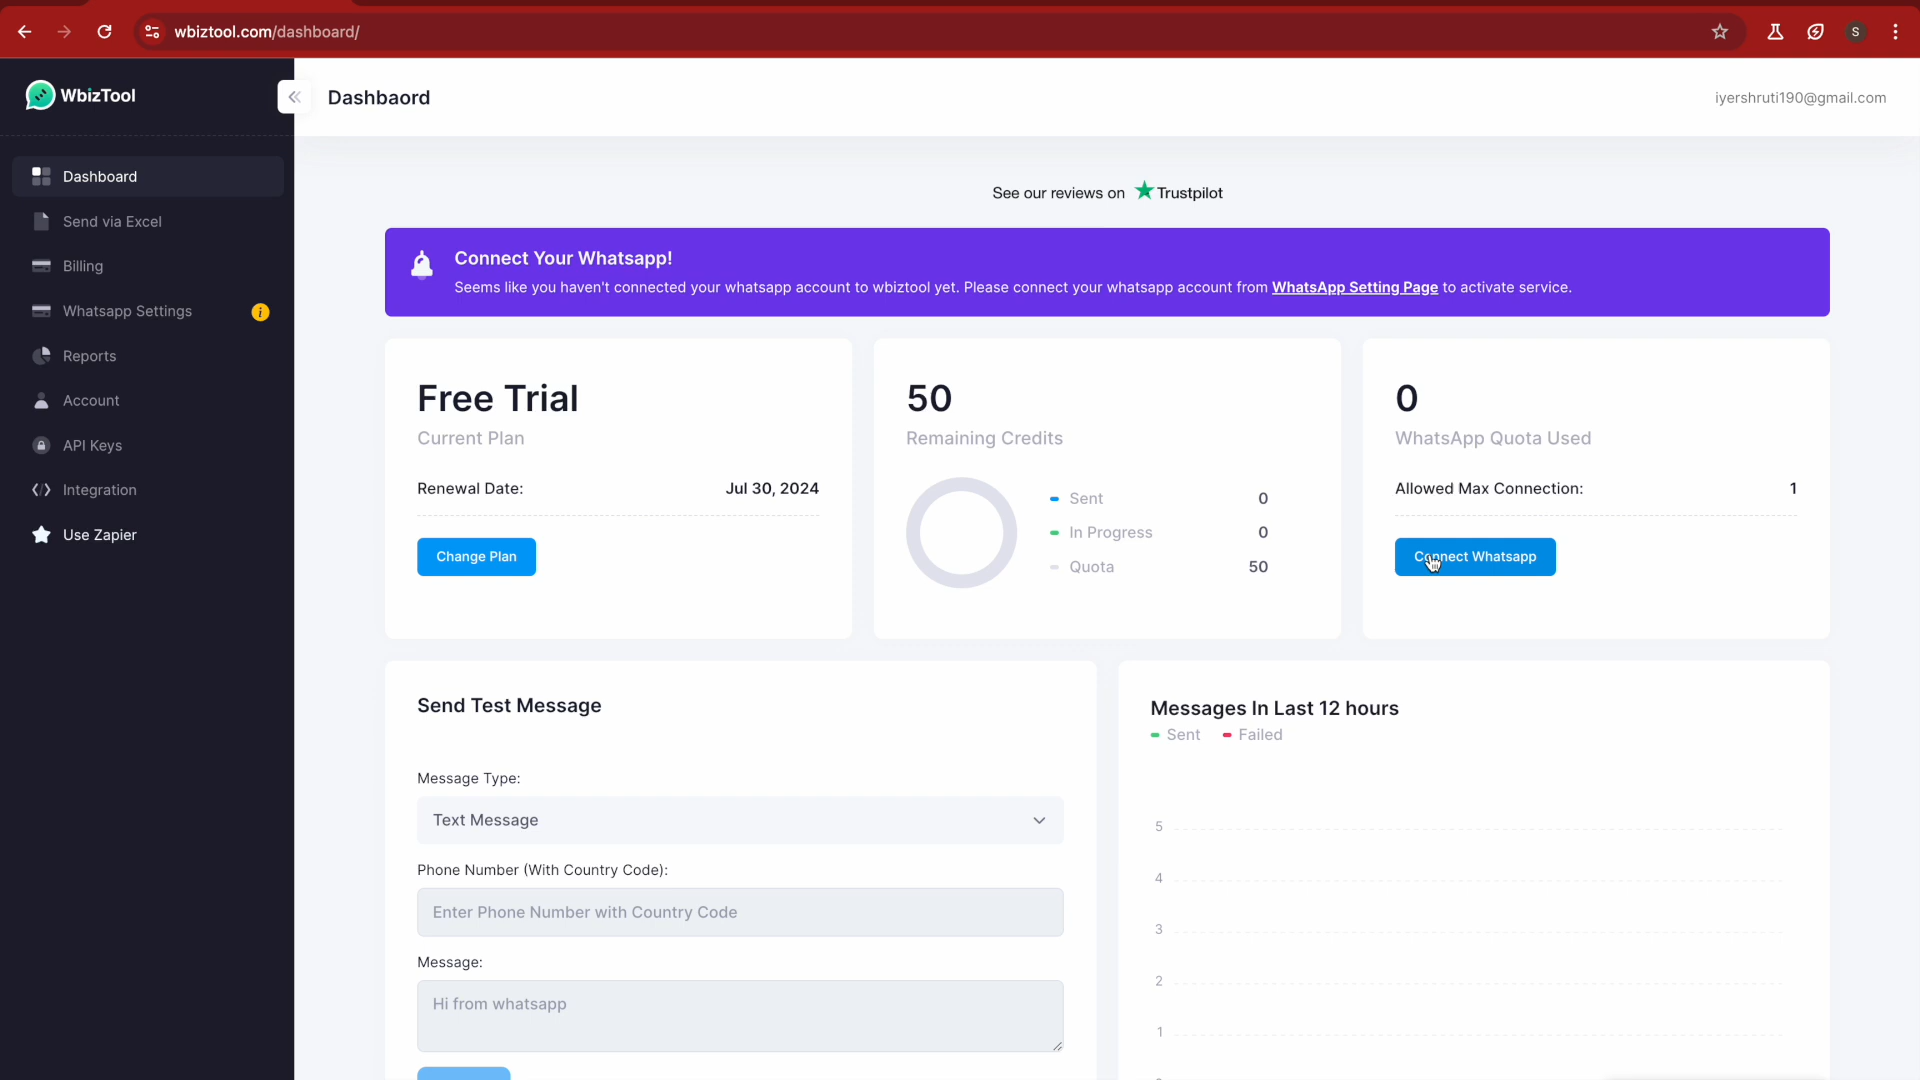 wbiztool.com/dashboard/
S
WbizTool
Dashbaord
iyershruti190@gmail.com
Dashboard
Send via Excel
Billing
Whatsapp Settings
i
Reports
Account
API Keys
Integration
Use Zapier
See our reviews on Trustpilot
Connect Your Whatsapp!
Seems like you haven't connected your whatsapp account to wbiztool yet. Please connect your whatsapp account from WhatsApp Setting Page to activate service.
Free Trial
Current Plan
Renewal Date: Jul 30, 2024
Change Plan
50
Remaining Credits
Sent 0
In Progress 0
Quota 50
0
WhatsApp Quota Used
Allowed Max Connection: 1
Connect Whatsapp
Send Test Message
Message Type:
Text Message
Phone Number (With Country Code):
Enter Phone Number with Country Code
Message:
Hi from whatsapp
Messages In Last 12 hours
Sent Failed
5
4
3
2
1